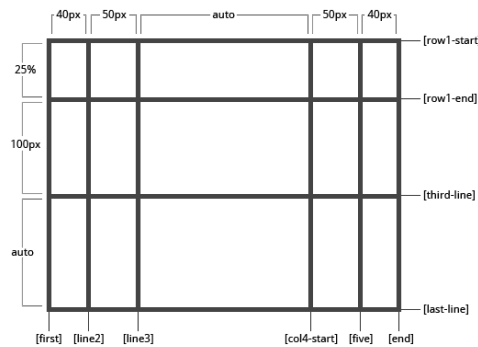 40px 50px auto 50px 40px
[row1-start
25%
[row1-end]
100px
[third-line]
auto
[last-line]
[first] [line2] [line3] [col4-start] [five] [end]